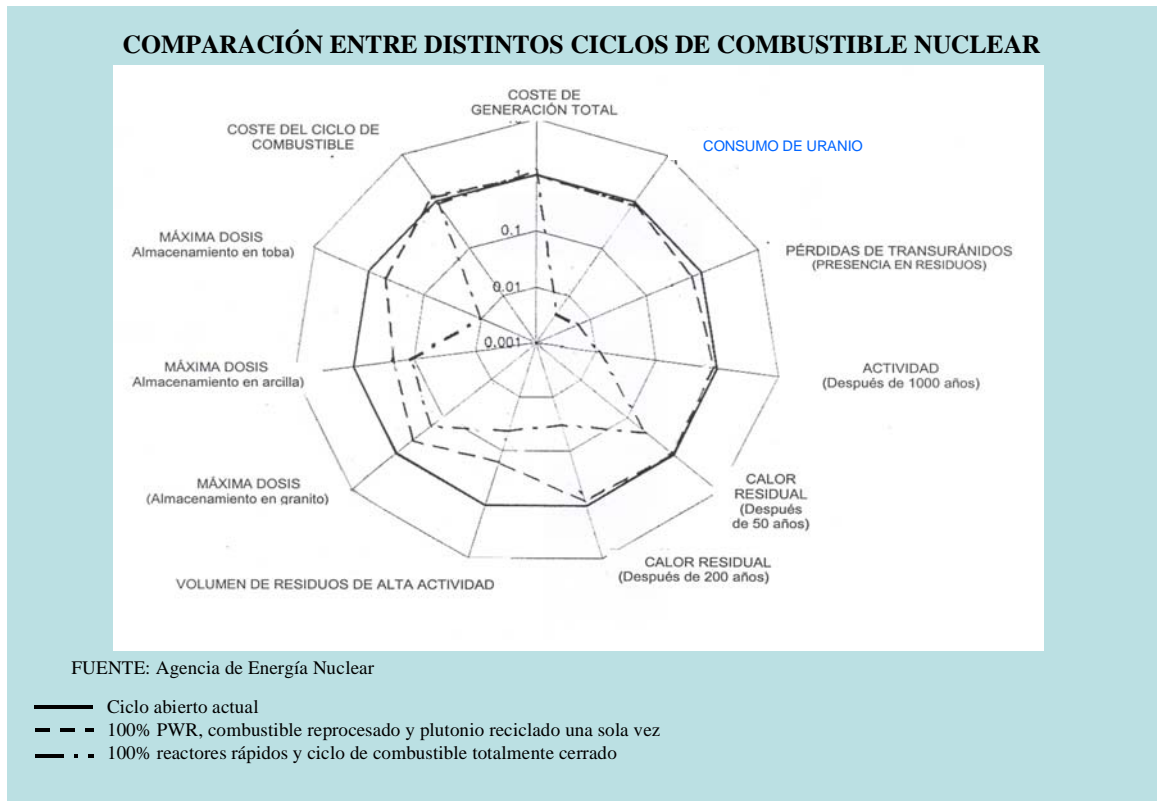 COMPARACIÓN ENTRE DISTINTOS CICLOS DE COMBUSTIBLE NUCLEAR
COSTE DE
GENERACIÓN TOTAL
COSTE DEL CICLO DE
COMBUSTIBLE
CONSUMO DE URANIO
1
MÁXIMA DOSIS
Almacenamiento en toba)
0.1
PÉRDIDAS DE TRANSURÁNIDOS
(PRESENCIA EN RESIDUOS)
0.01
0.001
MÁXIMA DOSIS
Almacenamiento en arcilla)
ACTIVIDAD
(Después de 1000 años)
MÁXIMA DOSIS
(Almacenamiento en granito)
CALOR
RESIDUAL
(Después
de 50 años)
VOLUMEN DE RESIDUOS DE ALTA ACTIVIDAD
CALOR RESIDUAL
(Después de 200 años)
FUENTE: Agencia de Energía Nuclear
Ciclo abierto actual
100% PWR, combustible reprocesado y plutonio reciclado una sola vez
100% reactores rápidos y ciclo de combustible totalmente cerrado